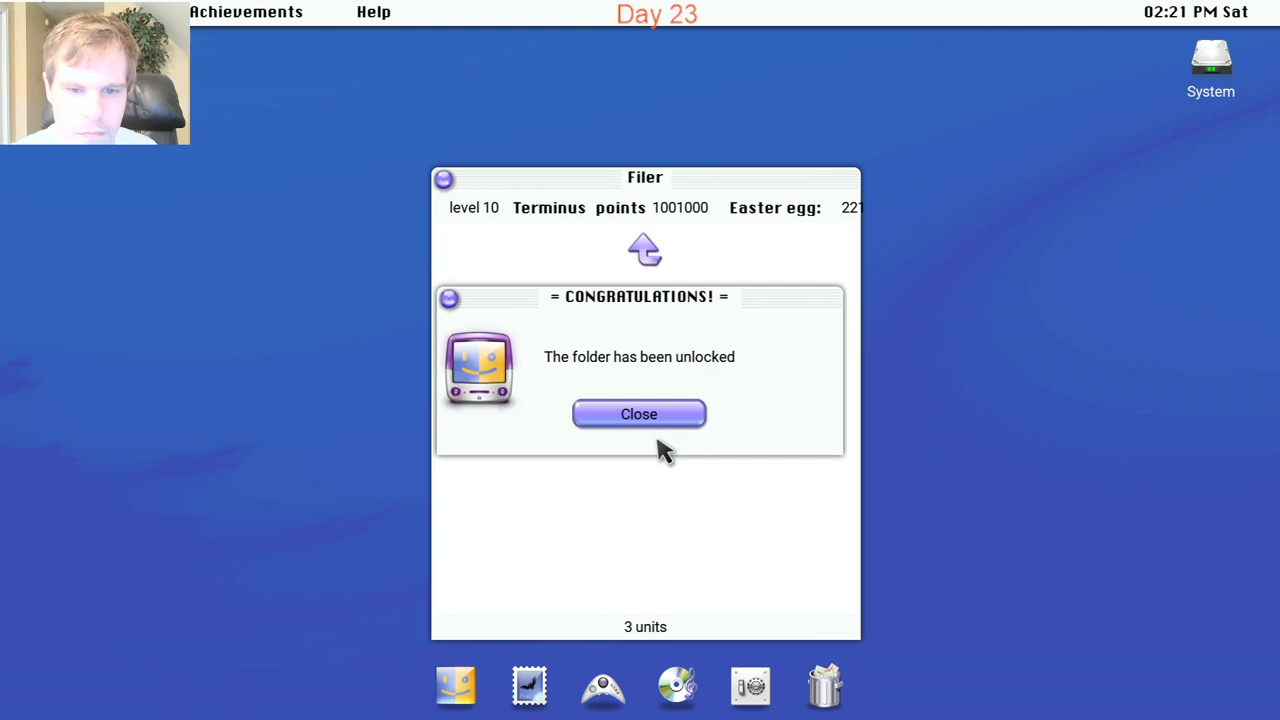 Achievements Help Day 23 02:21 PM Sat
System
Filer
level 10 Terminus points 1001000 Easter egg: 221
= CONGRATULATIONS! =
The folder has been unlocked
Close
3 units